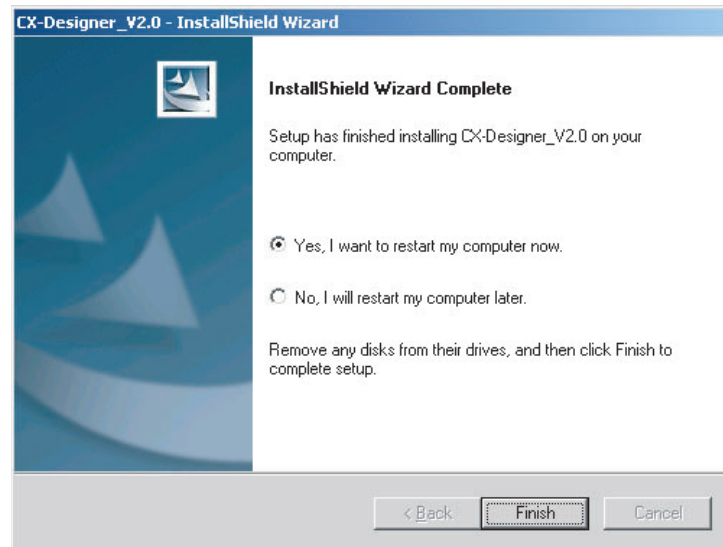 CX-Designer_V2.0 - InstallShield Wizard
InstallShield Wizard Complete
Setup has finished installing CX-Designer_V2.0 on your
computer.
Yes, I want to restart my computer now.
No, I will restart my computer later.
Remove any disks from their drives, and then click Finish to
complete setup.
< Back Finish Cancel